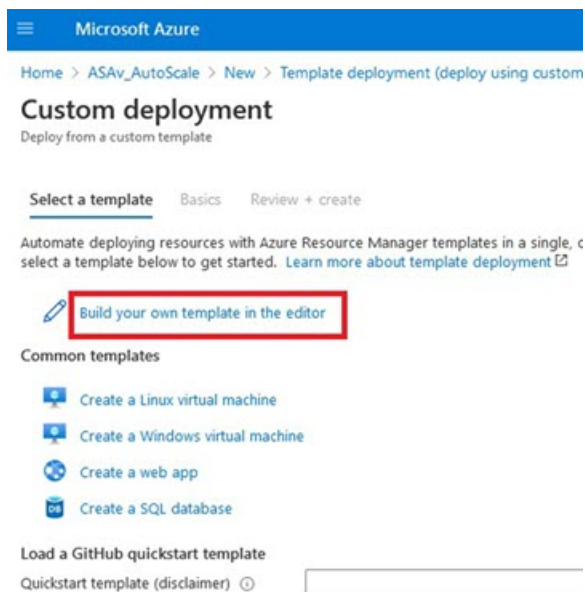 Microsoft Azure
Home > ASAv_AutoScale > New > Template deployment (deploy using custom
Custom deployment
Deploy from a custom template
Select a template Basics Review + create
Automate deploying resources with Azure Resource Manager templates in a single,
select a template below to get started. Learn more about template deployment
Build your own template in the editor
Common templates
Create a Linux virtual machine
Create a Windows virtual machine
Create a web app
DB Create a SQL database
Load a GitHub quickstart template
Quickstart template (disclaimer)